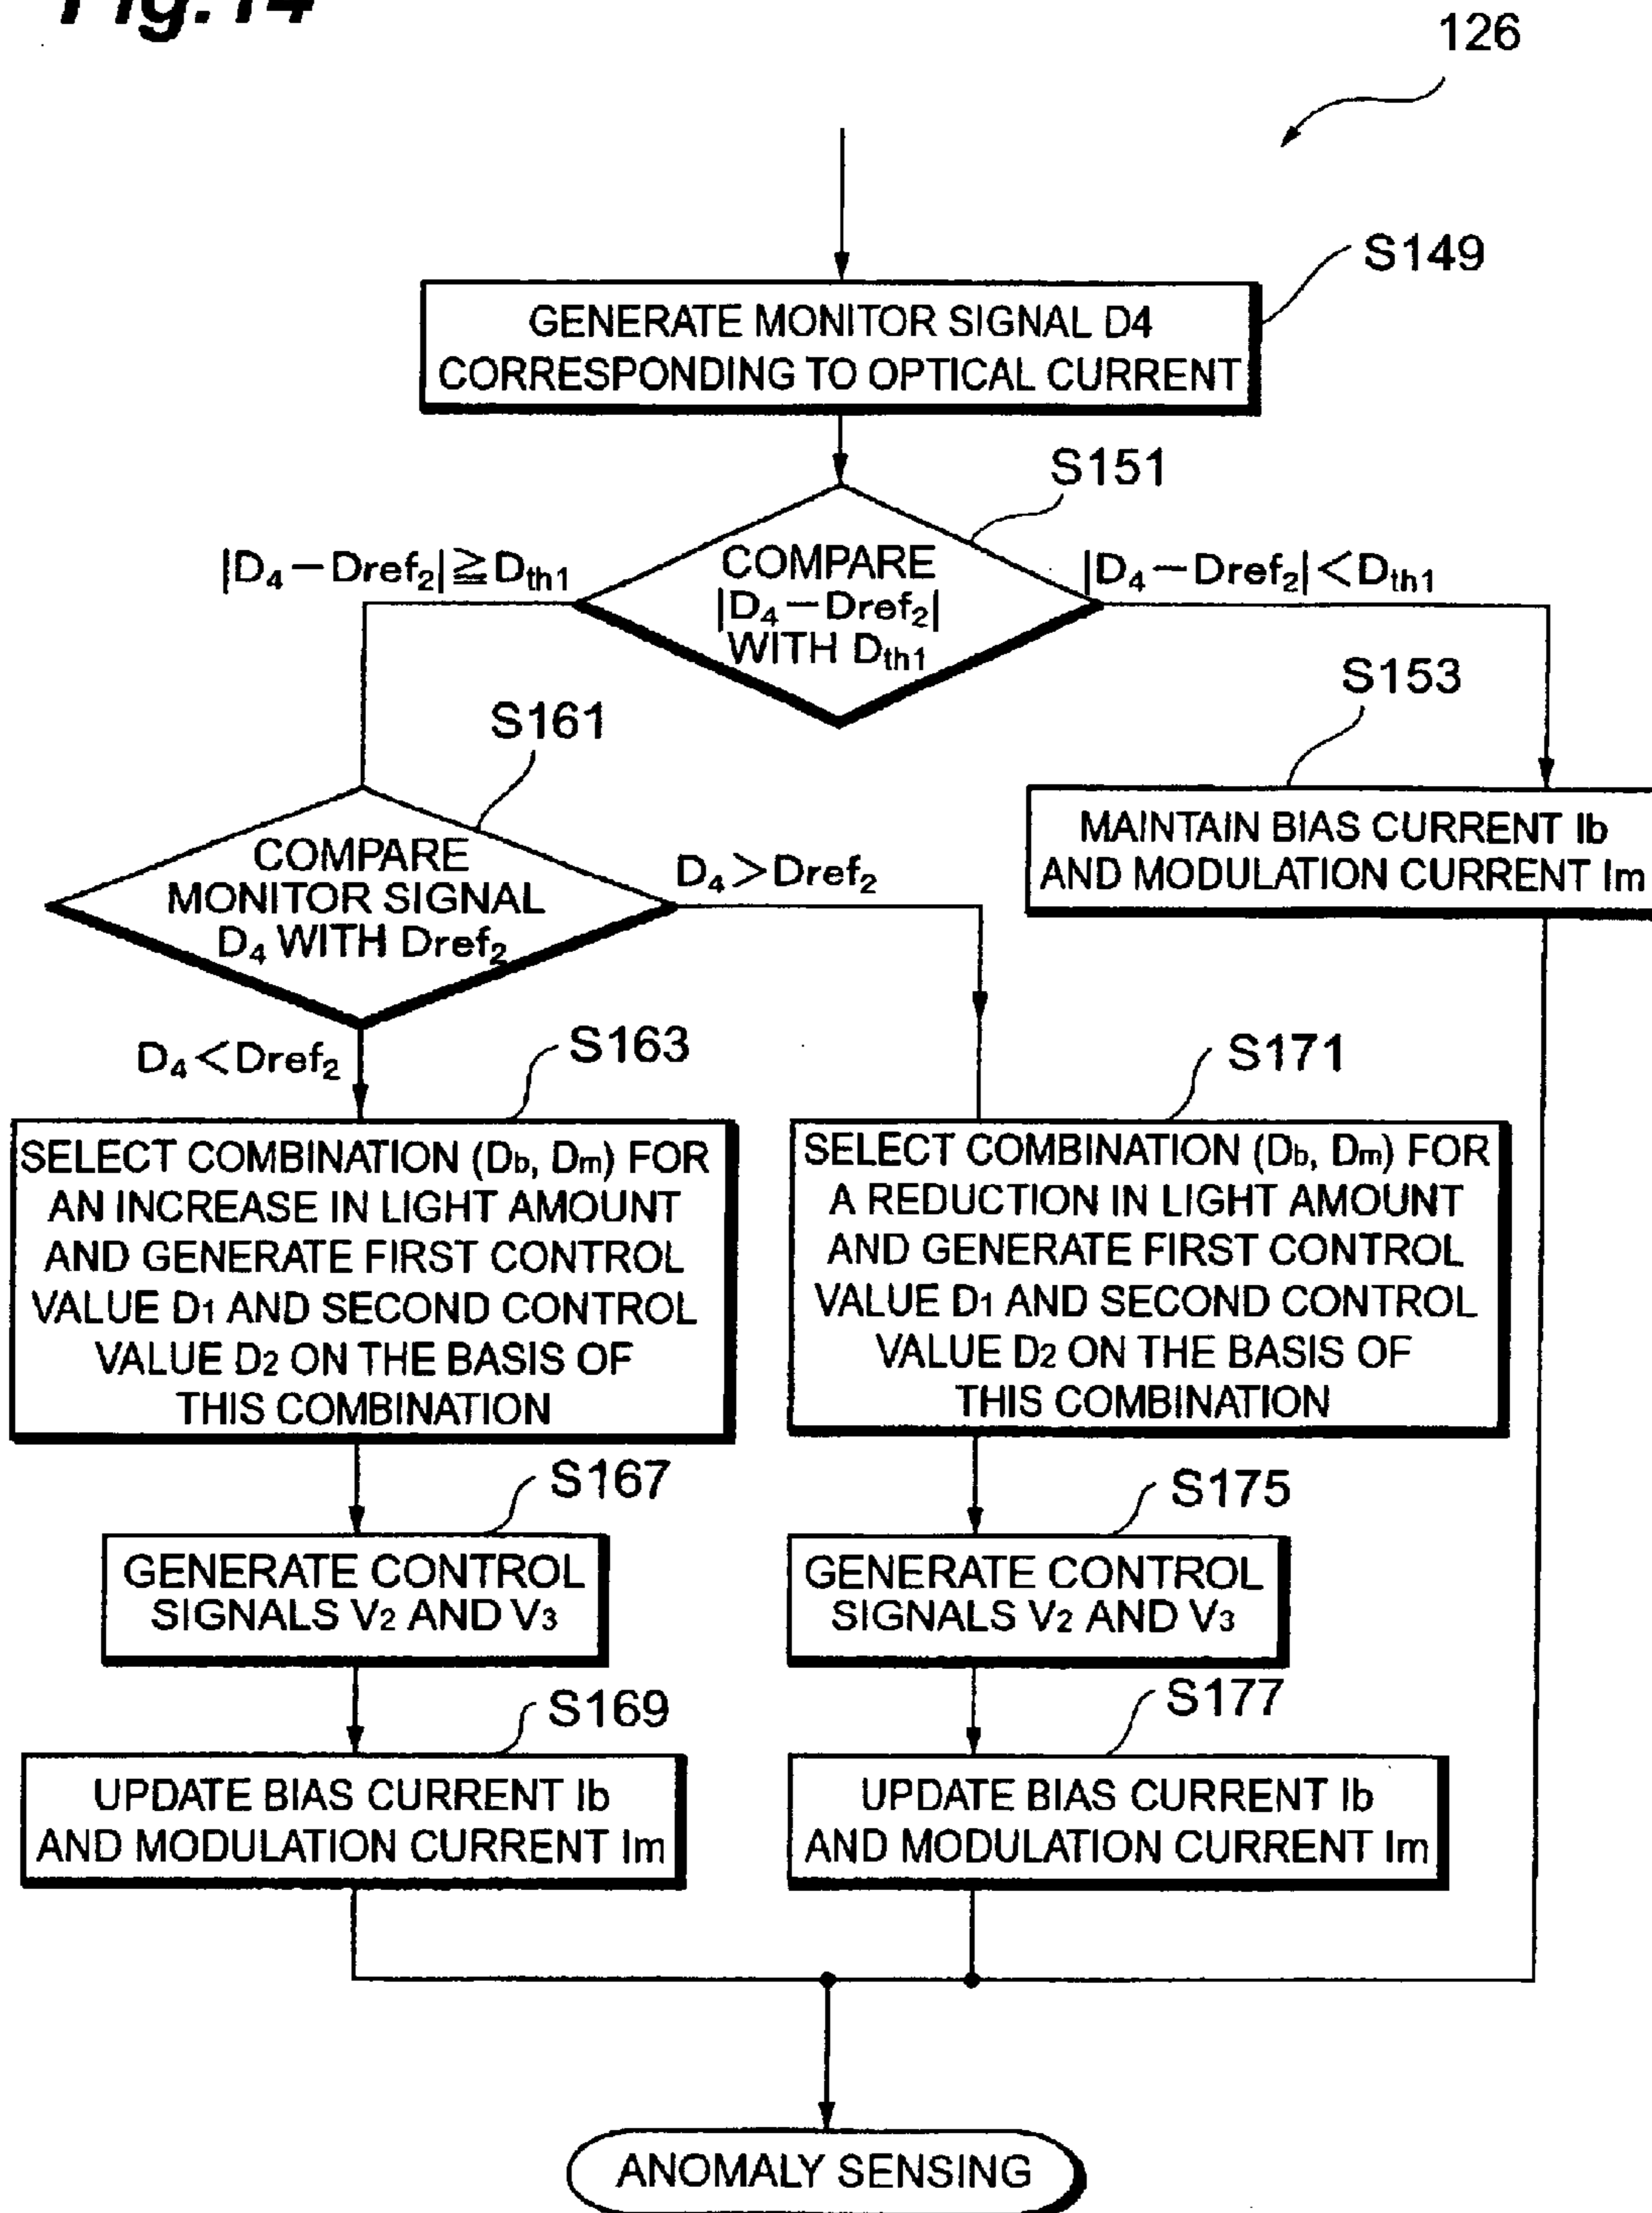 Fig.14
126
S149
GENERATE MONITOR SIGNAL D4
CORRESPONDING TO OPTICAL CURRENT
S151
|D₄−Dref₂|≧Dth1
COMPARE
|D₄−Dref₂|
WITH Dth1
|D₄−Dref₂|<Dth1
S153
MAINTAIN BIAS CURRENT Ib
AND MODULATION CURRENT Im
S161
COMPARE
MONITOR SIGNAL
D₄ WITH Dref₂
D₄>Dref₂
D₄<Dref₂
S163
SELECT COMBINATION (Db, Dm) FOR
AN INCREASE IN LIGHT AMOUNT
AND GENERATE FIRST CONTROL
VALUE D1 AND SECOND CONTROL
VALUE D2 ON THE BASIS OF
THIS COMBINATION
S171
SELECT COMBINATION (Db, Dm) FOR
A REDUCTION IN LIGHT AMOUNT
AND GENERATE FIRST CONTROL
VALUE D1 AND SECOND CONTROL
VALUE D2 ON THE BASIS OF
THIS COMBINATION
S167
GENERATE CONTROL
SIGNALS V2 AND V3
S175
GENERATE CONTROL
SIGNALS V2 AND V3
S169
UPDATE BIAS CURRENT Ib
AND MODULATION CURRENT Im
S177
UPDATE BIAS CURRENT Ib
AND MODULATION CURRENT Im
ANOMALY SENSING